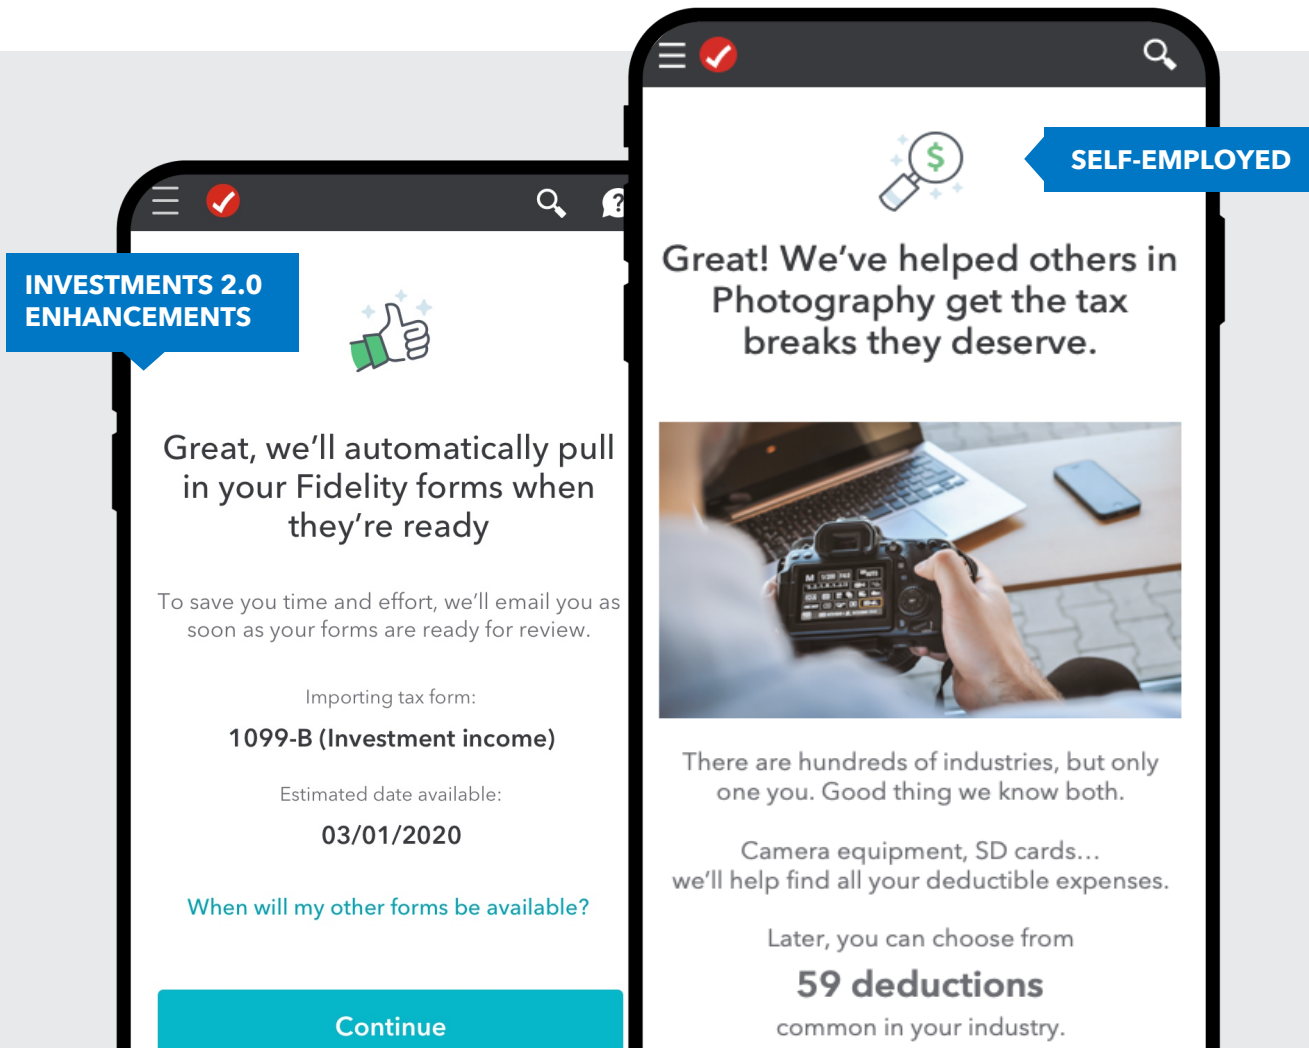 INVESTMENTS 2.0
ENHANCEMENTS
Great, we’ll automatically pull
in your Fidelity forms when
they’re ready
To save you time and effort, we’ll email you as
soon as your forms are ready for review.
Importing tax form:
1099-B (Investment income)
Estimated date available:
03/01/2020
When will my other forms be available?
Continue
SELF-EMPLOYED
Great! We’ve helped others in
Photography get the tax
breaks they deserve.
There are hundreds of industries, but only
one you. Good thing we know both.
Camera equipment, SD cards...
we’ll help find all your deductible expenses.
Later, you can choose from
59 deductions
common in your industry.